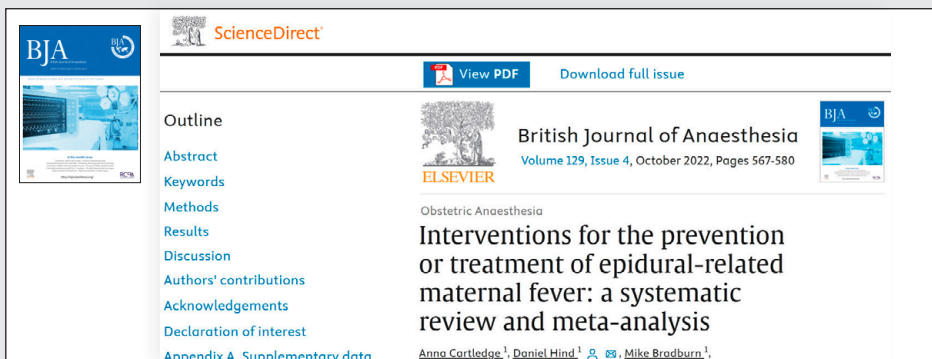 BJA
BJA
ScienceDirect
View PDF
Download full issue
Outline
Abstract
Keywords
Methods
Results
Discussion
Authors' contributions
Acknowledgements
Declaration of interest
Appendix A. Supplementary data
ELSEVIER
British Journal of Anaesthesia
Volume 129, Issue 4, October 2022, Pages 567-580
BJA
Obstetric Anaesthesia
Interventions for the prevention
or treatment of epidural-related
maternal fever: a systematic
review and meta-analysis
Anna Cartledge 1, Daniel Hind 1, Mike Bradburn 1,